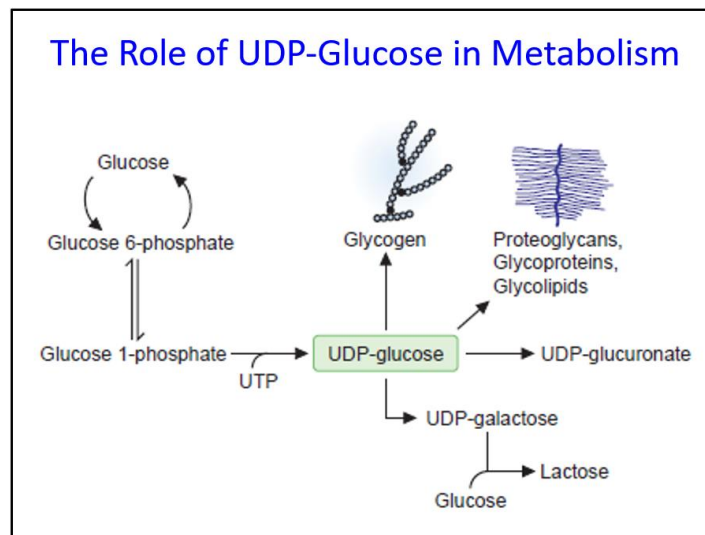 The Role of UDP-Glucose in Metabolism
Glucose
Glucose 6-phosphate
Glycogen
Proteoglycans,
Glycoproteins,
Glycolipids
Glucose 1-phosphate
UTP
UDP-glucose
UDP-glucuronate
UDP-galactose
Lactose
Glucose